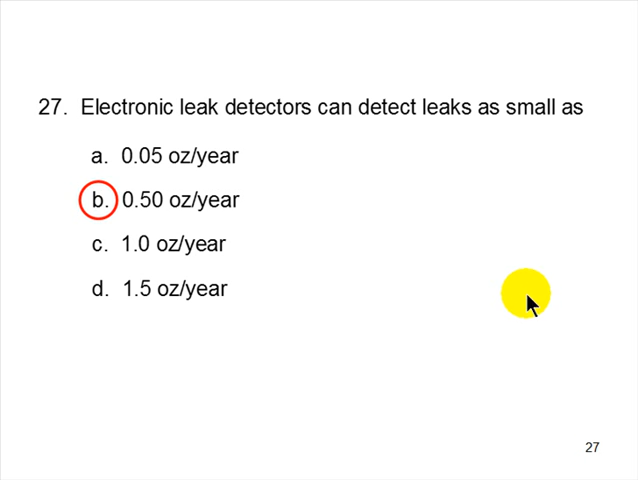 27. Electronic leak detectors can detect leaks as small as
a. 0.05 oz/year
b. 0.50 oz/year
c. 1.0 oz/year
d. 1.5 oz/year
27